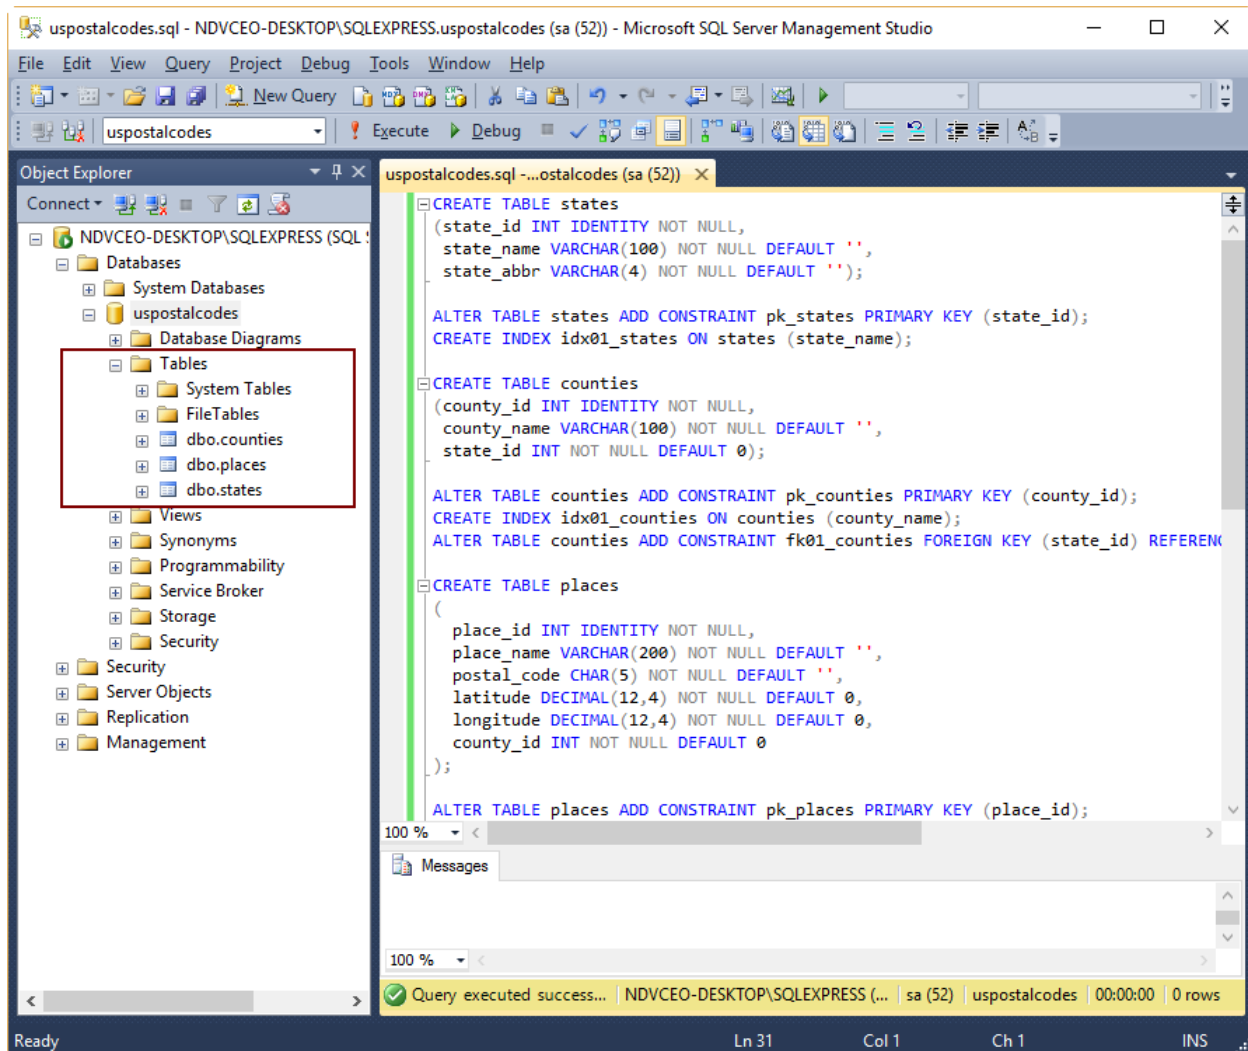 uspostalcodes.sql - NDVCEO-DESKTOP\SQLEXPRESS.uspostalcodes (sa (52)) - Microsoft SQL Server Management Studio
File Edit View Query Project Debug Tools Window Help
New Query
uspostalcodes Execute Debug
Object Explorer
Connect
NDVCEO-DESKTOP\SQLEXPRESS (SQL
Databases
System Databases
uspostalcodes
Database Diagrams
Tables
System Tables
FileTables
dbo.counties
dbo.places
dbo.states
Views
Synonyms
Programmability
Service Broker
Storage
Security
Security
Server Objects
Replication
Management
uspostalcodes.sql -...ostalcodes (sa (52))
CREATE TABLE states
(state_id INT IDENTITY NOT NULL,
state_name VARCHAR(100) NOT NULL DEFAULT '',
state_abbr VARCHAR(4) NOT NULL DEFAULT '');
ALTER TABLE states ADD CONSTRAINT pk_states PRIMARY KEY (state_id);
CREATE INDEX idx01_states ON states (state_name);
CREATE TABLE counties
(county_id INT IDENTITY NOT NULL,
county_name VARCHAR(100) NOT NULL DEFAULT '',
state_id INT NOT NULL DEFAULT 0);
ALTER TABLE counties ADD CONSTRAINT pk_counties PRIMARY KEY (county_id);
CREATE INDEX idx01_counties ON counties (county_name);
ALTER TABLE counties ADD CONSTRAINT fk01_counties FOREIGN KEY (state_id) REFEREN
CREATE TABLE places
(
place_id INT IDENTITY NOT NULL,
place_name VARCHAR(200) NOT NULL DEFAULT '',
postal_code CHAR(5) NOT NULL DEFAULT '',
latitude DECIMAL(12,4) NOT NULL DEFAULT 0,
longitude DECIMAL(12,4) NOT NULL DEFAULT 0,
county_id INT NOT NULL DEFAULT 0
);
ALTER TABLE places ADD CONSTRAINT pk_places PRIMARY KEY (place_id);
100 %
Messages
100 %
Query executed success... NDVCEO-DESKTOP\SQLEXPRESS (... sa (52) uspostalcodes 00:00:00 0 rows
Ready Ln 31 Col 1 Ch 1 INS